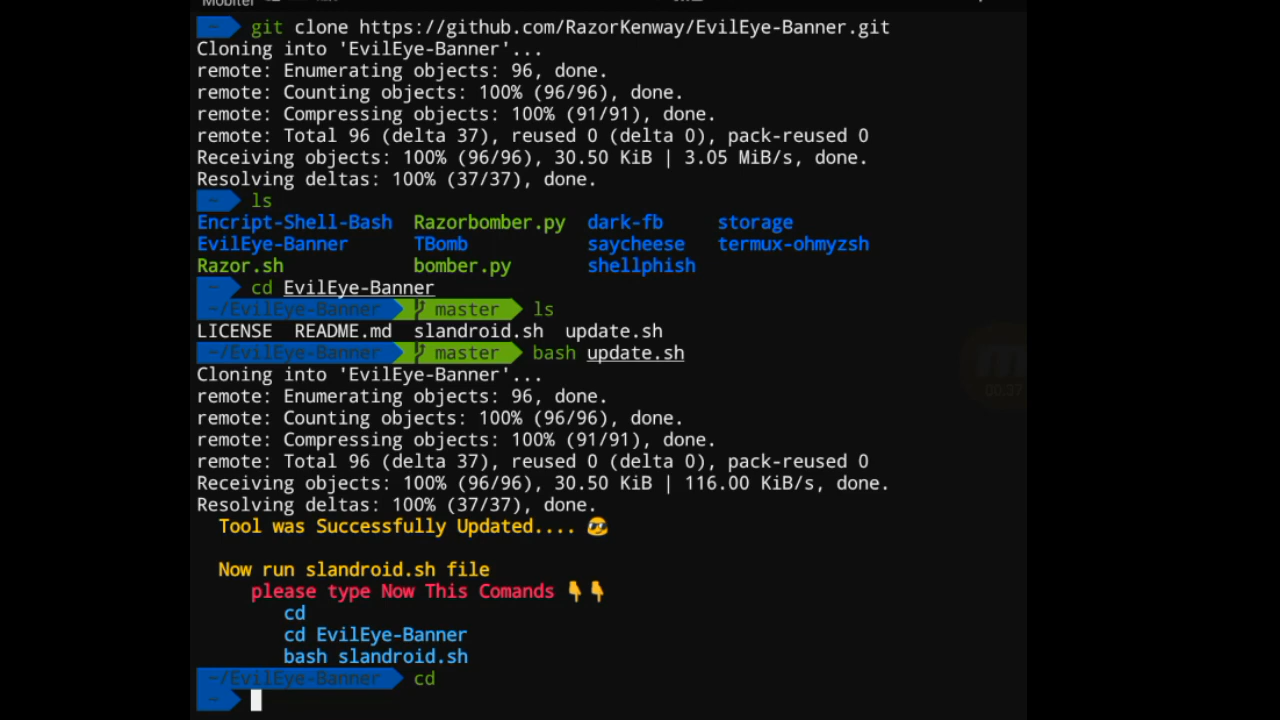 Mobitel
~ git clone https://github.com/RazorKenway/EvilEye-Banner.git
Cloning into 'EvilEye-Banner'...
remote: Enumerating objects: 96, done.
remote: Counting objects: 100% (96/96), done.
remote: Compressing objects: 100% (91/91), done.
remote: Total 96 (delta 37), reused 0 (delta 0), pack-reused 0
Receiving objects: 100% (96/96), 30.50 KiB | 3.05 MiB/s, done.
Resolving deltas: 100% (37/37), done.
~ ls
Encript-Shell-Bash Razorbomber.py dark-fb storage
EvilEye-Banner TBomb saycheese termux-ohmyzsh
Razor.sh bomber.py shellphish
~ cd EvilEye-Banner
~/EvilEye-Banner master ls
LICENSE README.md slandroid.sh update.sh
~/EvilEye-Banner master bash update.sh
Cloning into 'EvilEye-Banner'...
remote: Enumerating objects: 96, done.
remote: Counting objects: 100% (96/96), done.
remote: Compressing objects: 100% (91/91), done.
remote: Total 96 (delta 37), reused 0 (delta 0), pack-reused 0
Receiving objects: 100% (96/96), 30.50 KiB | 116.00 KiB/s, done.
Resolving deltas: 100% (37/37), done.
Tool was Successfully Updated.... 😎
Now run slandroid.sh file
please type Now This Comands 👇👇
cd
cd EvilEye-Banner
bash slandroid.sh
~/EvilEye-Banner cd
~
00:37